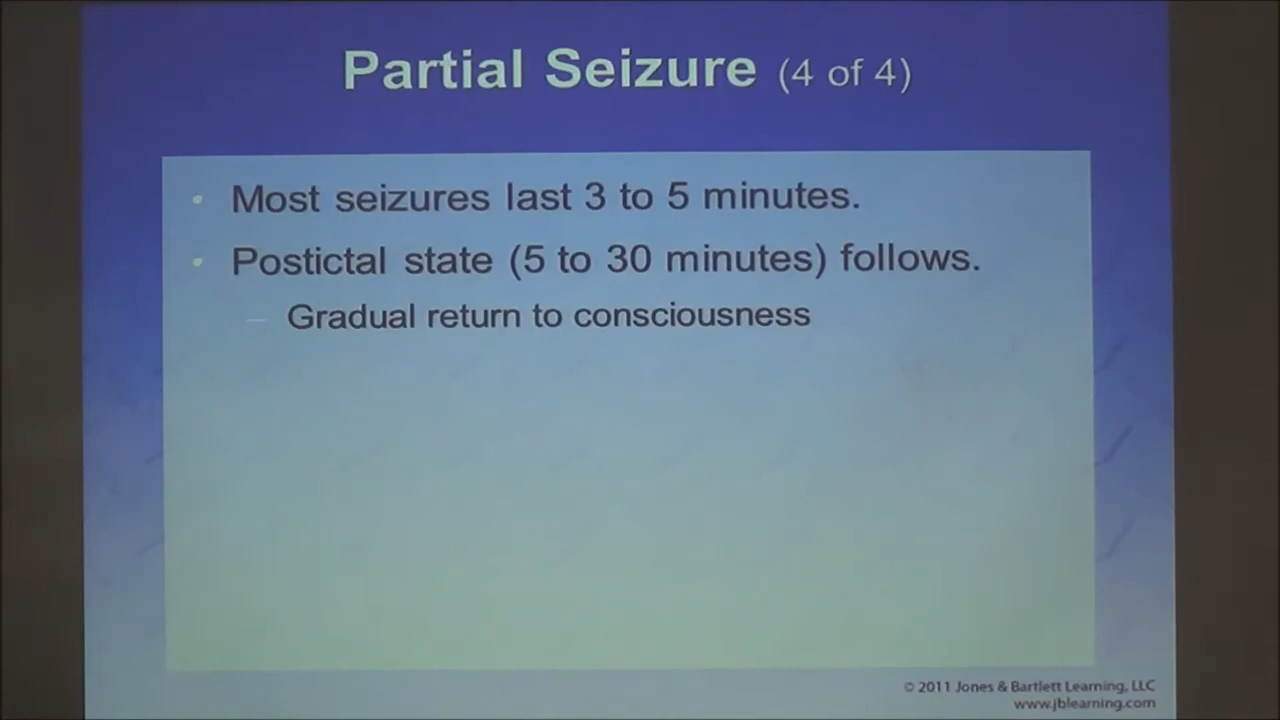 Partial Seizure (4 of 4)
• Most seizures last 3 to 5 minutes.
• Postictal state (5 to 30 minutes) follows.
– Gradual return to consciousness
© 2011 Jones & Bartlett Learning, LLC
www.jblearning.com